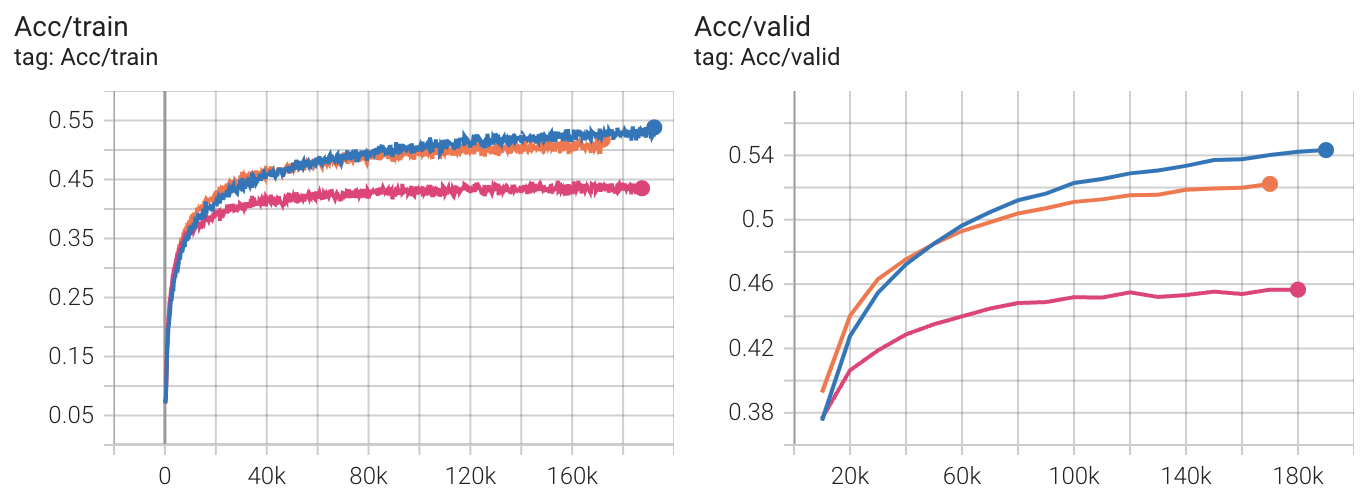 Acc/train
tag: Acc/train
0.55
0.45
0.35
0.25
0.15
0.05
0 40k 80k 120k 160k
Acc/valid
tag: Acc/valid
0.54
0.5
0.46
0.42
0.38
20k 60k 100k 140k 180k